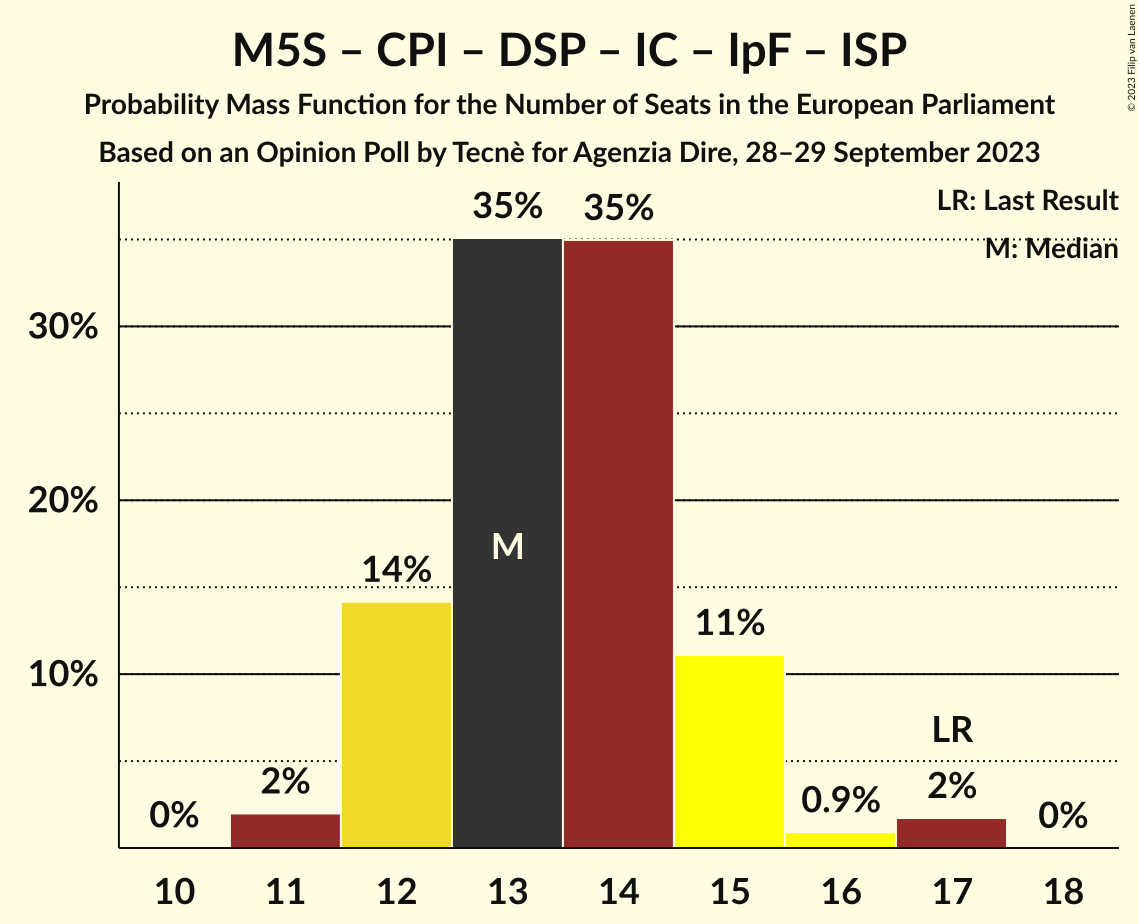 M5S – CPI – DSP – IC – IpF – ISP
Probability Mass Function for the Number of Seats in the European Parliament
Based on an Opinion Poll by Tecnè for Agenzia Dire, 28–29 September 2023
© 2023 Filip van Laenen
LR: Last Result
M: Median
35%
35%
30%
20%
M
14%
11%
10%
LR
2%
0%
2%
0.9%
0%
10 11 12 13 14 15 16 17 18